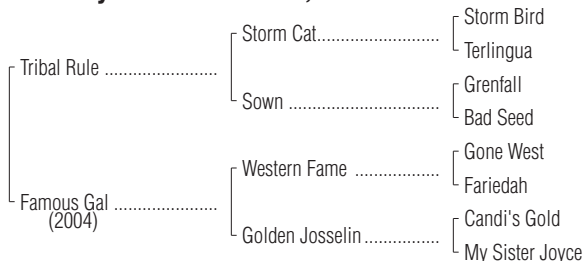 Storm Bird
Storm Cat
Terlingua
Tribal Rule
Grenfall
Sown
Bad Seed
Gone West
Western Fame
Fariedah
Famous Gal
(2004)
Candi's Gold
Golden Josselin
My Sister Joyce